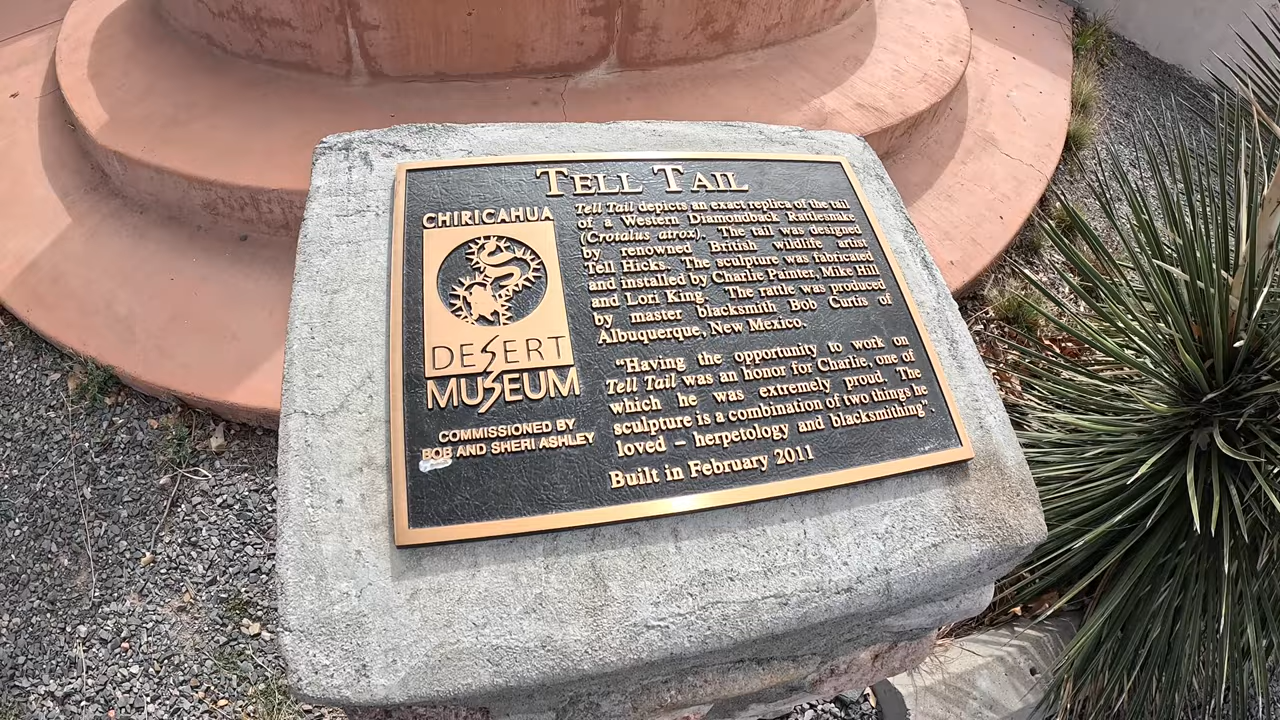 TELL TAIL
CHIRICAHUA
DESERT
MUSEUM
COMMISSIONED BY
BOB AND SHERI ASHLEY
Tell Tail depicts an exact replica of the tail
of a Western Diamondback Rattlesnake
(Crotalus atrox). The tail was designed
by renowned British wildlife artist
Tell Hicks. The sculpture was fabricated
and installed by Charlie Painter, Mike Hill
and Lori King. The rattle was produced
by master blacksmith Bob Curtis of
Albuquerque, New Mexico.
“Having the opportunity to work on
Tell Tail was an honor for Charlie, one of
which he was extremely proud. The
sculpture is a combination of two things he
loved – herpetology and blacksmithing”.
Built in February 2011